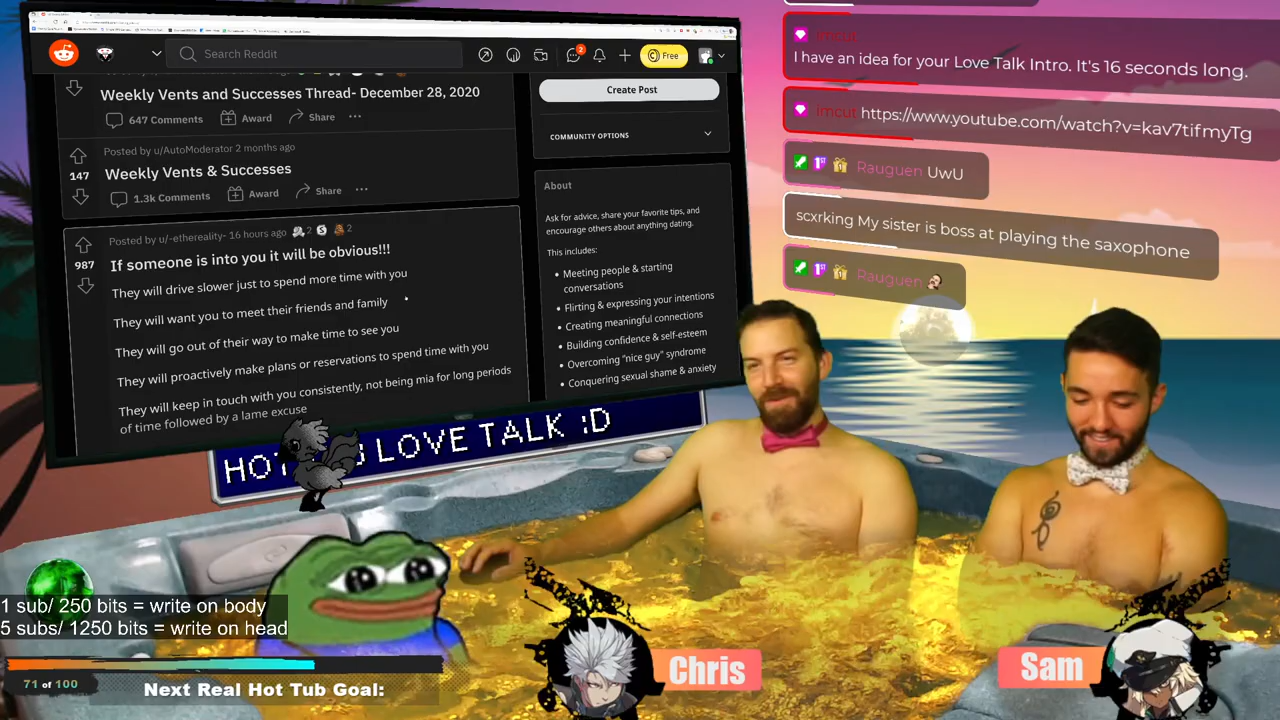 Search Reddit
2
Free
Weekly Vents and Successes Thread- December 28, 2020
647 Comments
Award
Share
147
Posted by u/AutoModerator 2 months ago
Weekly Vents & Successes
1.3k Comments
Award
Share
987
Posted by u/-ethereality- 16 hours ago
2
2
If someone is into you it will be obvious!!!
They will drive slower just to spend more time with you
They will want you to meet their friends and family
They will go out of their way to make time to see you
They will proactively make plans or reservations to spend time with you
They will keep in touch with you consistently, not being mia for long periods
of time followed by a lame excuse
Create Post
COMMUNITY OPTIONS
About
Ask for advice, share your favorite tips, and
encourage others about anything dating.
This includes:
• Meeting people & starting
conversations
• Flirting & expressing your intentions
• Creating meaningful connections
• Building confidence & self-esteem
• Overcoming "nice guy" syndrome
• Conquering sexual shame & anxiety
imcut
I have an idea for your Love Talk Intro. It's 16 seconds long.
imcut https://www.youtube.com/watch?v=kav7tifmyTg
Rauguen UwU
scxrking My sister is boss at playing the saxophone
Rauguen
LOVE TALK :D
1 sub/ 250 bits = write on body
5 subs/ 1250 bits = write on head
71 of 100
Next Real Hot Tub Goal:
Chris
Sam